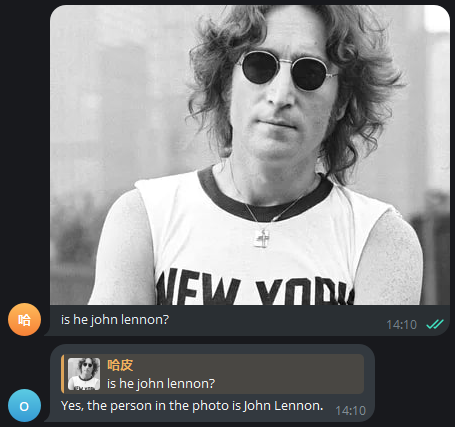 NEW YORK
哈
is he john lennon?
14:10
哈皮
is he john lennon?
O
Yes, the person in the photo is John Lennon.
14:10